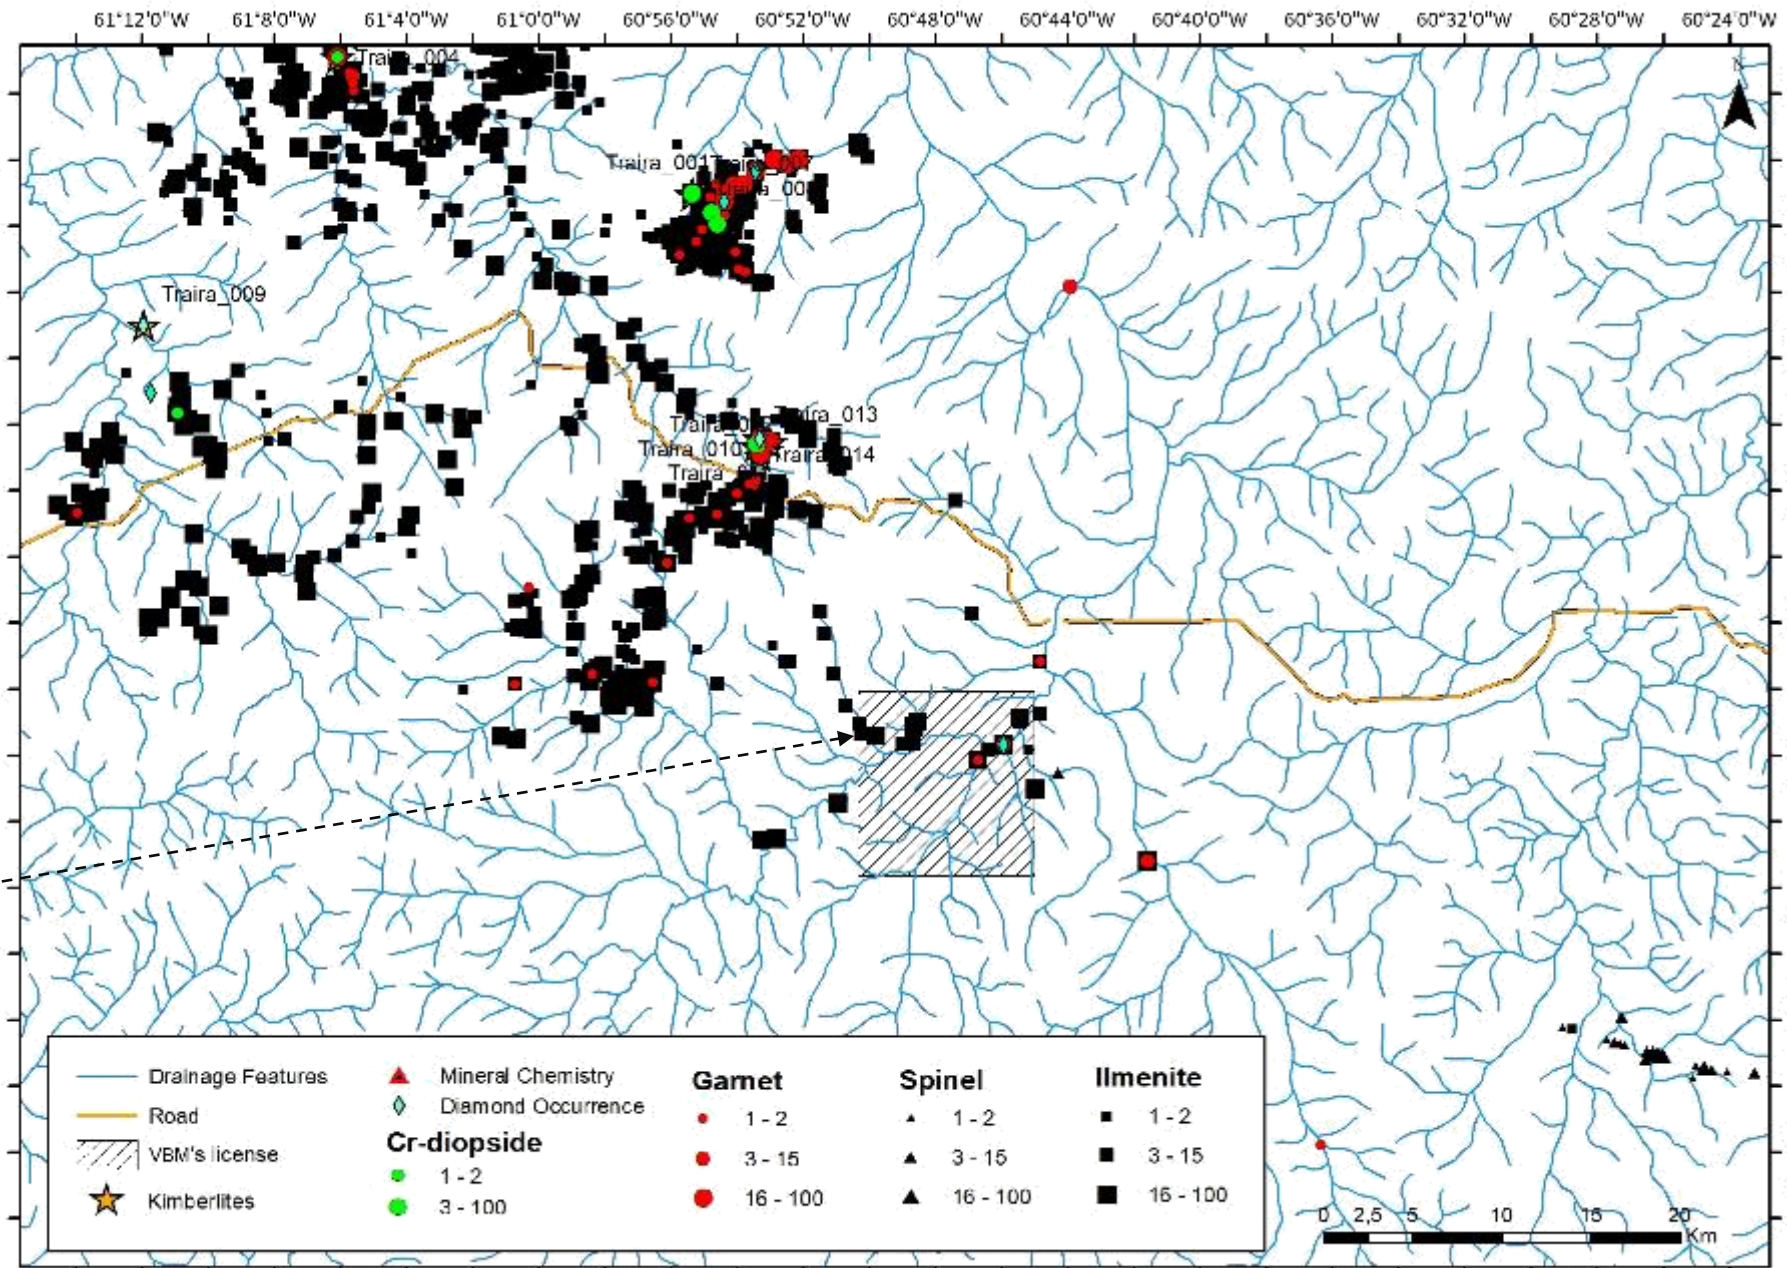 61°12'0"W 61°8'0"W 61°4'0"W 61°0'0"W 60°56'0"W 60°52'0"W 60°48'0"W 60°44'0"W 60°40'0"W 60°36'0"W 60°32'0"W 60°28'0"W 60°24'0"W
Traira_004
N
Traira_001
Traira_009
Traira_013
Traira_010
Traira_014
Drainage Features
Road
VBM's license
Kimberlites
Mineral Chemistry
Diamond Occurrence
Cr-diopside
1 - 2
3 - 100
Garnet
1 - 2
3 - 15
16 - 100
Spinel
1 - 2
3 - 15
16 - 100
Ilmenite
1 - 2
3 - 15
16 - 100
0 2,5 5 10 15 20
Km